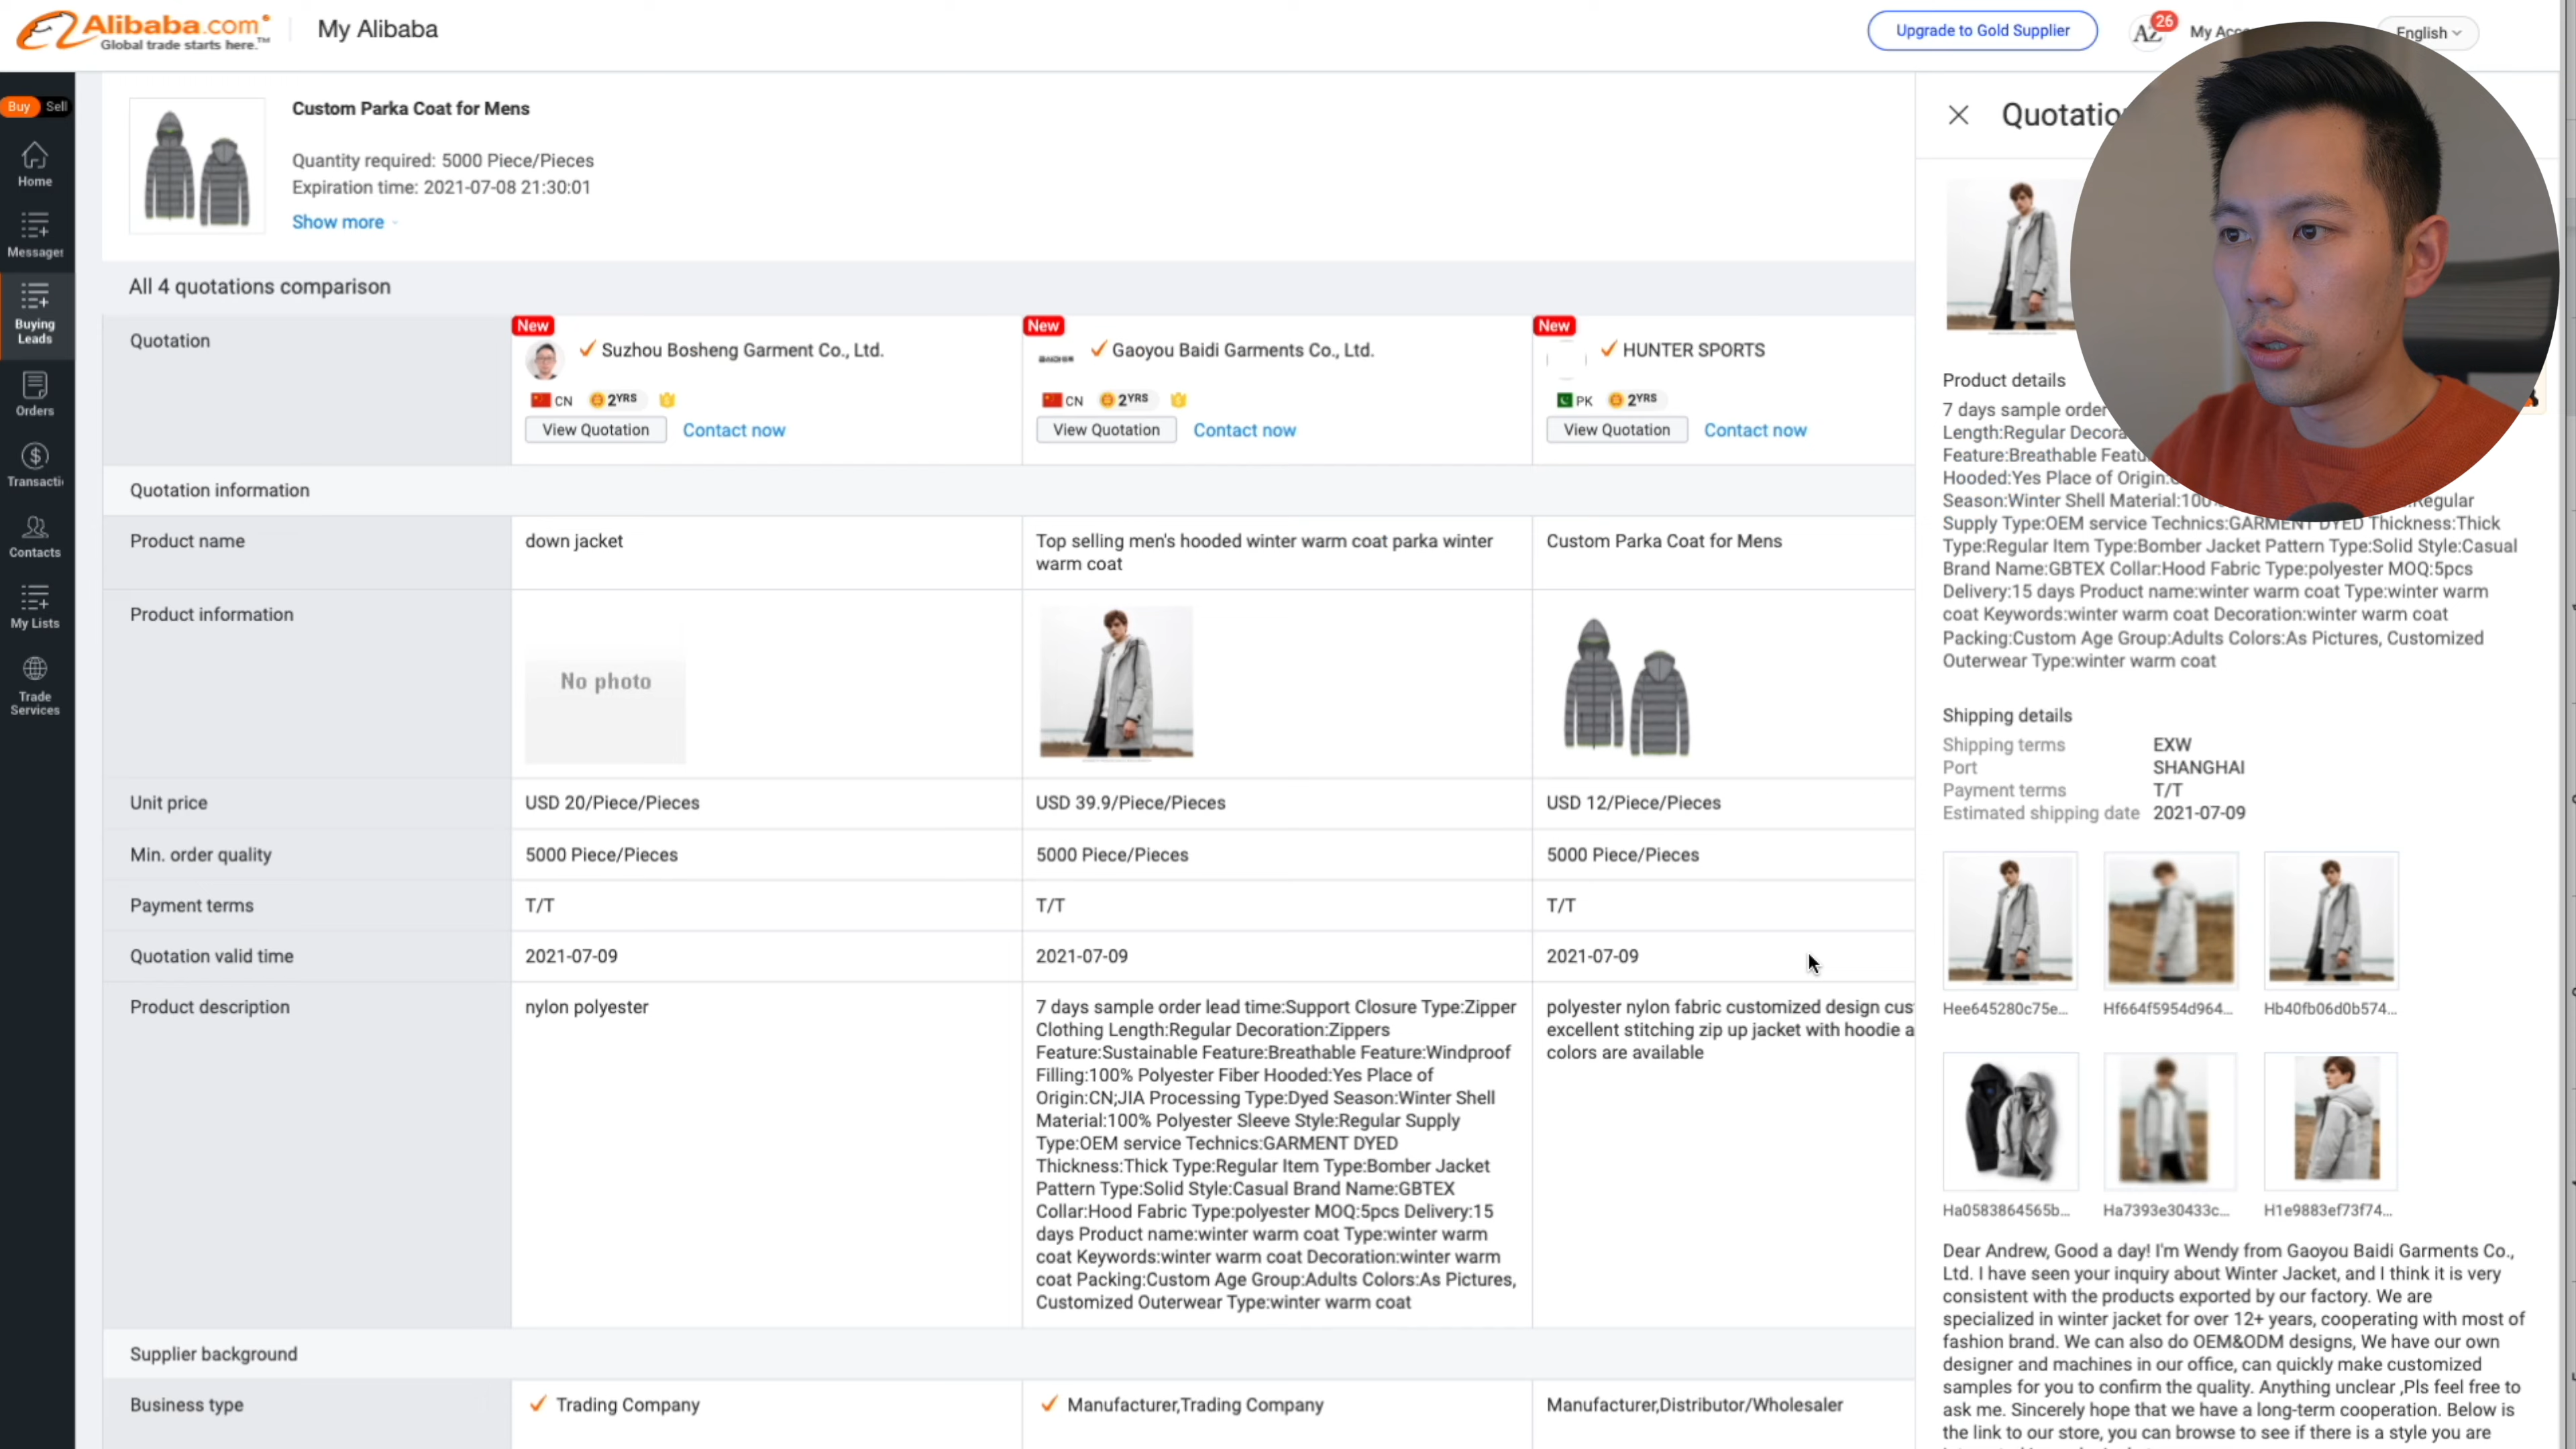 Alibaba.com
Global trade starts here.™
My Alibaba
Upgrade to Gold Supplier
26
English
Buy Sell
Home
Messages
Buying Leads
Orders
Transacti
Contacts
My Lists
Trade Services
Custom Parka Coat for Mens
Quantity required: 5000 Piece/Pieces
Expiration time: 2021-07-08 21:30:01
Show more
All 4 quotations comparison
Quotation
New
Suzhou Bosheng Garment Co., Ltd.
CN 2YRS
View Quotation Contact now
New
Gaoyou Baidi Garments Co., Ltd.
CN 2YRS
View Quotation Contact now
New
HUNTER SPORTS
PK 2YRS
View Quotation Contact now
Quotation information
Product name
down jacket
Top selling men's hooded winter warm coat parka winter
warm coat
Custom Parka Coat for Mens
Product information
No photo
Unit price
USD 20/Piece/Pieces
USD 39.9/Piece/Pieces
USD 12/Piece/Pieces
Min. order quality
5000 Piece/Pieces
5000 Piece/Pieces
5000 Piece/Pieces
Payment terms
T/T
T/T
T/T
Quotation valid time
2021-07-09
2021-07-09
2021-07-09
Product description
nylon polyester
7 days sample order lead time:Support Closure Type:Zipper
Clothing Length:Regular Decoration:Zippers
Feature:Sustainable Feature:Breathable Feature:Windproof
Filling:100% Polyester Fiber Hooded:Yes Place of
Origin:CN;JIA Processing Type:Dyed Season:Winter Shell
Material:100% Polyester Sleeve Style:Regular Supply
Type:OEM service Technics:GARMENT DYED
Thickness:Thick Type:Regular Item Type:Bomber Jacket
Pattern Type:Solid Style:Casual Brand Name:GBTEX
Collar:Hood Fabric Type:polyester MOQ:5pcs Delivery:15
days Product name:winter warm coat Type:winter warm
coat Keywords:winter warm coat Decoration:winter warm
coat Packing:Custom Age Group:Adults Colors:As Pictures,
Customized Outerwear Type:winter warm coat
polyester nylon fabric customized design cus
excellent stitching zip up jacket with hoodie a
colors are available
Supplier background
Business type
Trading Company
Manufacturer,Trading Company
Manufacturer,Distributor/Wholesaler
Quotatio
Product details
7 days sample order
Length:Regular Decora
Feature:Breathable Featu
Hooded:Yes Place of Origin:
Season:Winter Shell Material:100 egular
Supply Type:OEM service Technics:GARMENT DYED Thickness:Thick
Type:Regular Item Type:Bomber Jacket Pattern Type:Solid Style:Casual
Brand Name:GBTEX Collar:Hood Fabric Type:polyester MOQ:5pcs
Delivery:15 days Product name:winter warm coat Type:winter warm
coat Keywords:winter warm coat Decoration:winter warm coat
Packing:Custom Age Group:Adults Colors:As Pictures, Customized
Outerwear Type:winter warm coat
Shipping details
Shipping terms EXW
Port SHANGHAI
Payment terms T/T
Estimated shipping date 2021-07-09
Hee645280c75e...
Hf664f5954d964...
Hb40fb06d0b574...
Ha0583864565b...
Ha7393e30433c...
H1e9883ef73f74...
Dear Andrew, Good a day! I'm Wendy from Gaoyou Baidi Garments Co.,
Ltd. I have seen your inquiry about Winter Jacket, and I think it is very
consistent with the products exported by our factory. We are
specialized in winter jacket for over 12+ years, cooperating with most of
fashion brand. We can also do OEM&ODM designs, We have our own
designer and machines in our office, can quickly make customized
samples for you to confirm the quality. Anything unclear ,Pls feel free to
ask me. Sincerely hope that we have a long-term cooperation. Below is
the link to our store, you can browse to see if there is a style you are